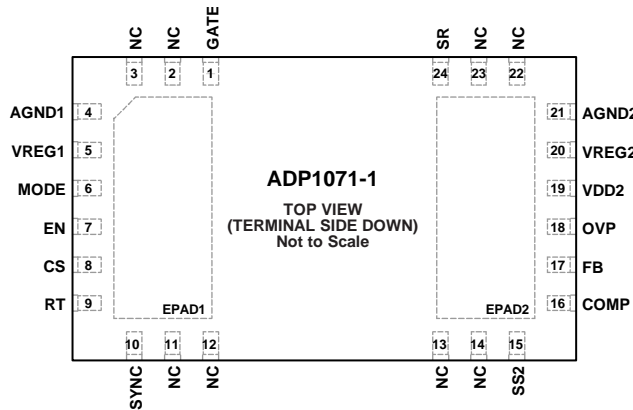 NC
NC
GATE
SR
NC
NC
3
2
1
24
23
22
AGND1
4
21
AGND2
VREG1
5
20
VREG2
MODE
6
19
VDD2
EN
7
18
OVP
CS
8
17
FB
RT
9
16
COMP
ADP1071-1
TOP VIEW
(TERMINAL SIDE DOWN)
Not to Scale
EPAD1
EPAD2
10
11
12
13
14
15
SYNC
NC
NC
NC
NC
SS2